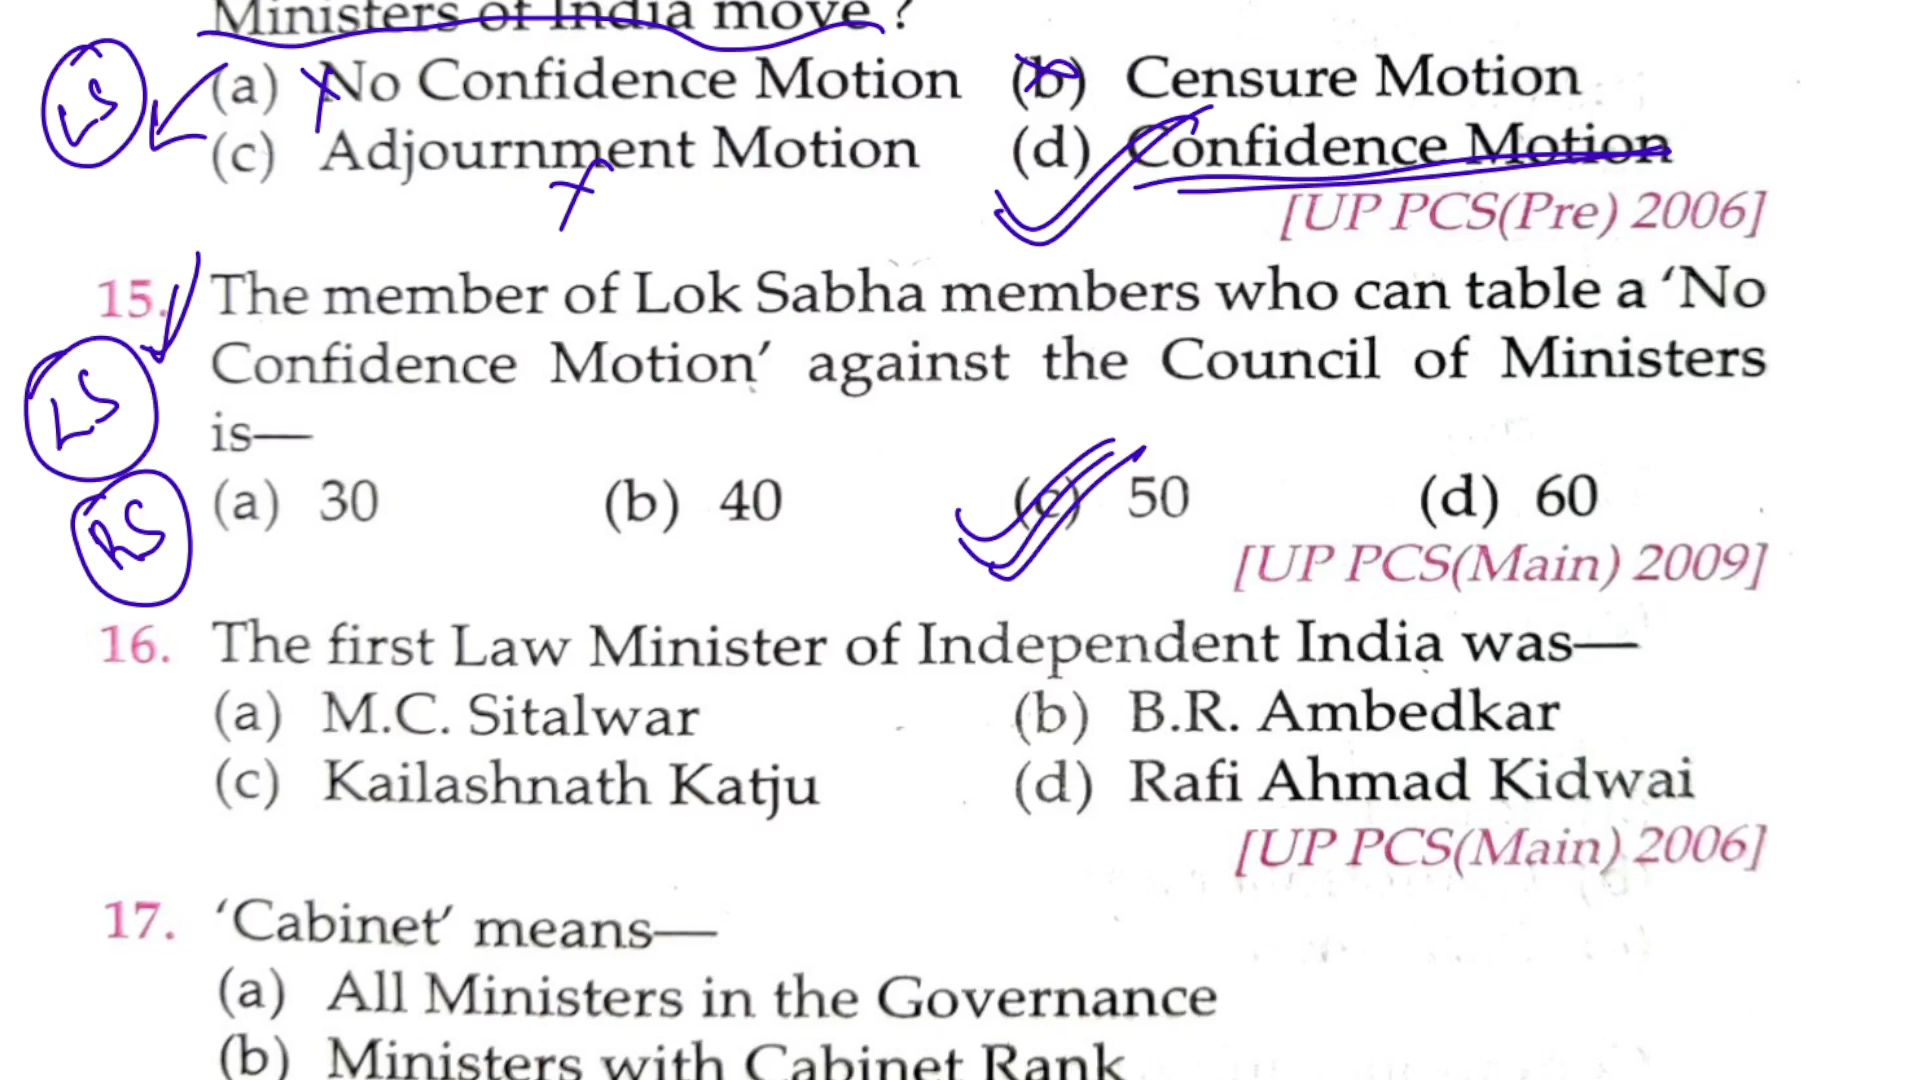 Ministers of India move ?
LS (a) No Confidence Motion (b) Censure Motion
(c) Adjournment Motion (d) Confidence Motion
[UP PCS(Pre) 2006]
15. The member of Lok Sabha members who can table a ‘No
LS Confidence Motion’ against the Council of Ministers
is—
RS (a) 30 (b) 40 (c) 50 (d) 60
[UP PCS(Main) 2009]
16. The first Law Minister of Independent India was—
(a) M.C. Sitalwar (b) B.R. Ambedkar
(c) Kailashnath Katju (d) Rafi Ahmad Kidwai
[UP PCS(Main) 2006]
17. ‘Cabinet’ means—
(a) All Ministers in the Governance
(b) Ministers with Cabinet Rank